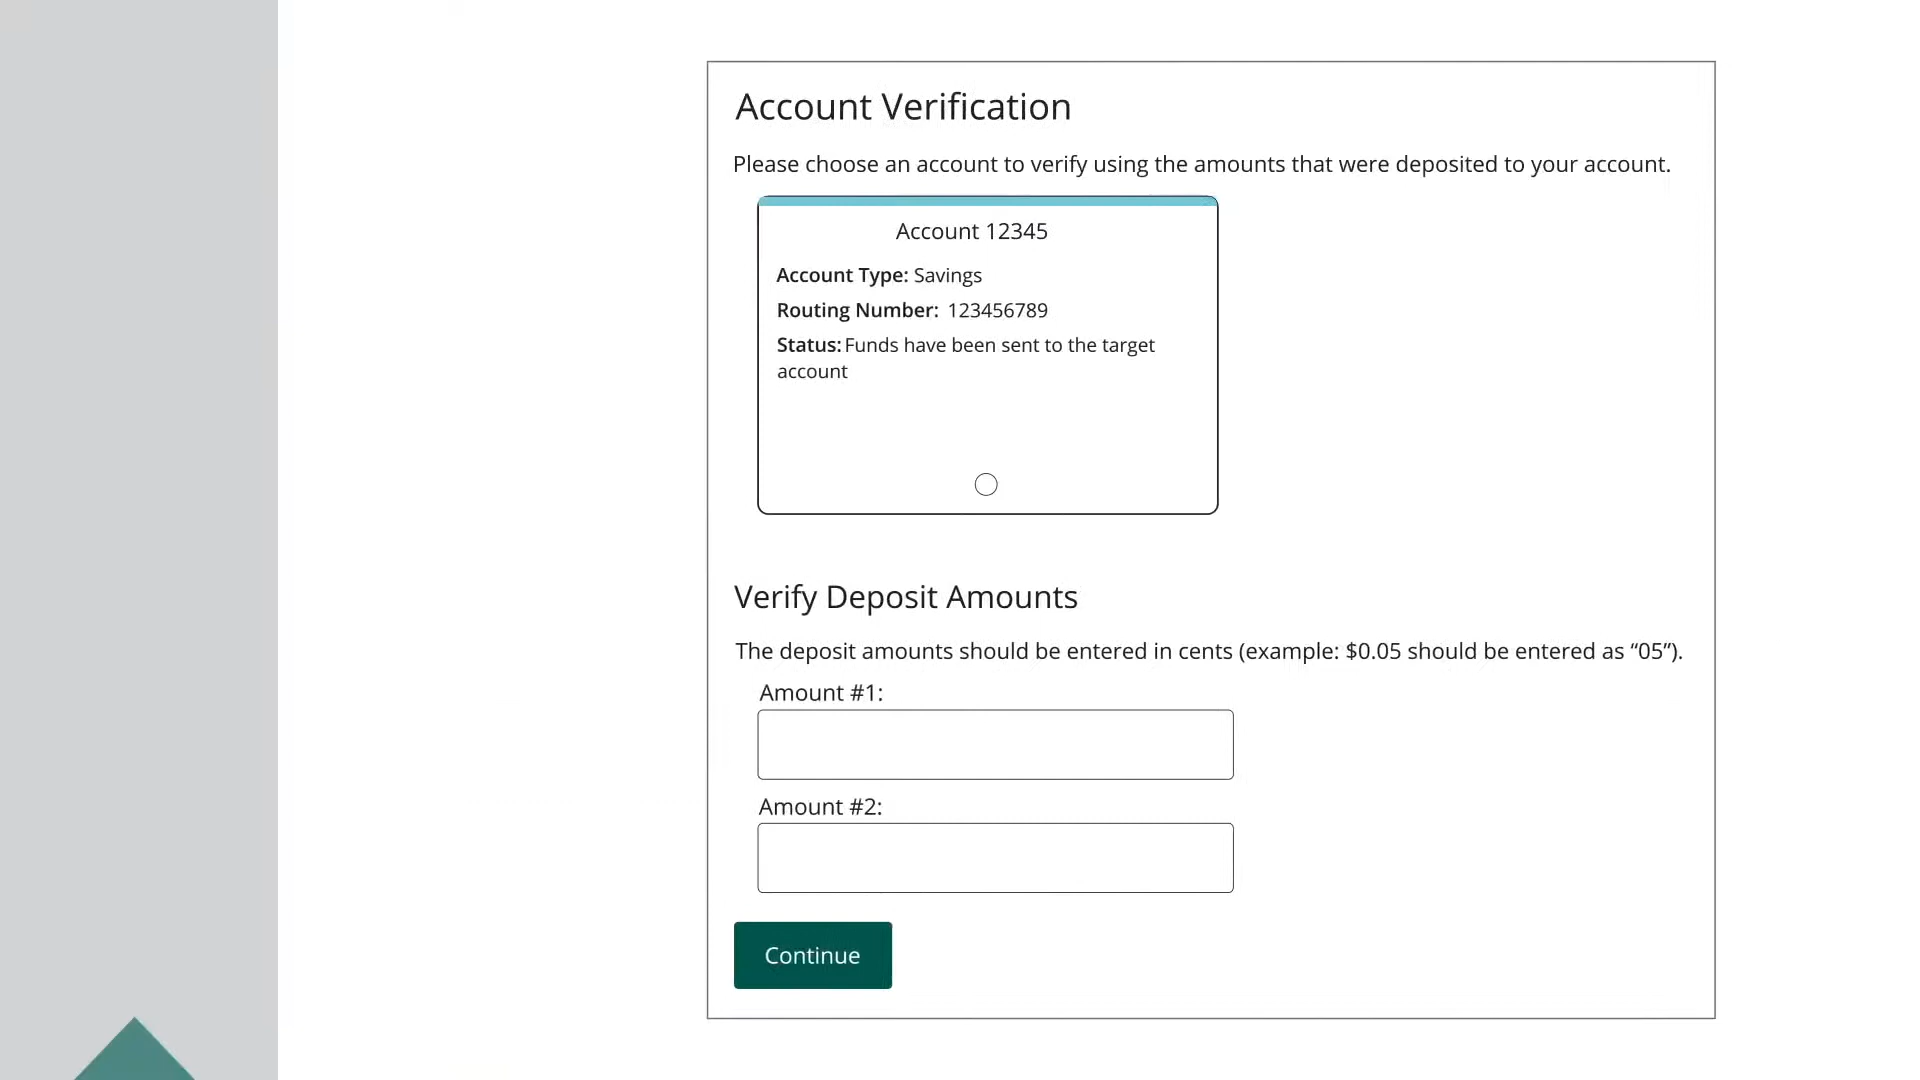 Account Verification
Please choose an account to verify using the amounts that were deposited to your account.
Account 12345
Account Type: Savings
Routing Number: 123456789
Status: Funds have been sent to the target
account
Verify Deposit Amounts
The deposit amounts should be entered in cents (example: $0.05 should be entered as “05”).
Amount #1:
Amount #2:
Continue